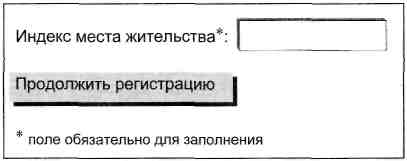 Индекс места жительства*:
Продолжить регистрацию
* поле обязательно для заполнения